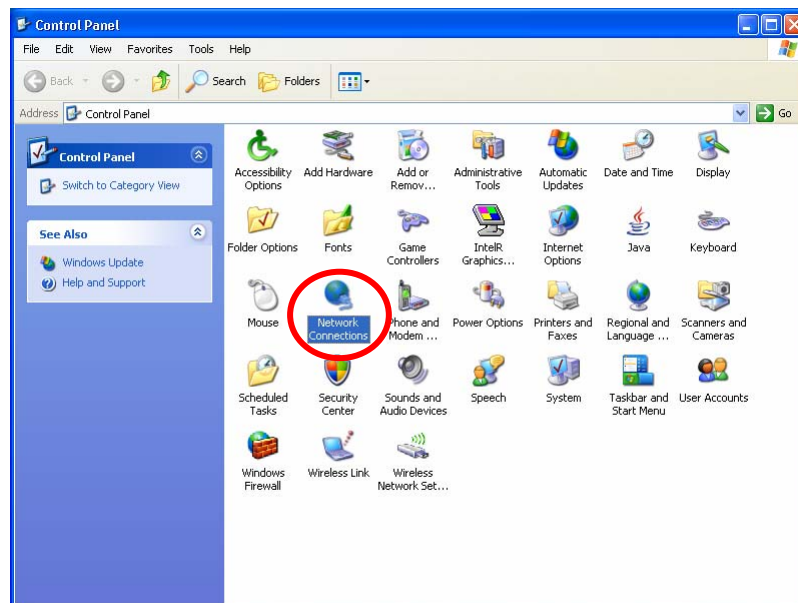 Control Panel
File Edit View Favorites Tools Help
Back Search Folders
Address Control Panel Go
Control Panel
Switch to Category View
See Also
Windows Update
Help and Support
Accessibility Options
Add Hardware
Add or Remov...
Administrative Tools
Automatic Updates
Date and Time
Display
Folder Options
Fonts
Game Controllers
IntelR Graphics...
Internet Options
Java
Keyboard
Mouse
Network Connections
Phone and Modem ...
Power Options
Printers and Faxes
Regional and Language ...
Scanners and Cameras
Scheduled Tasks
Security Center
Sounds and Audio Devices
Speech
System
Taskbar and Start Menu
User Accounts
Windows Firewall
Wireless Link
Wireless Network Set...